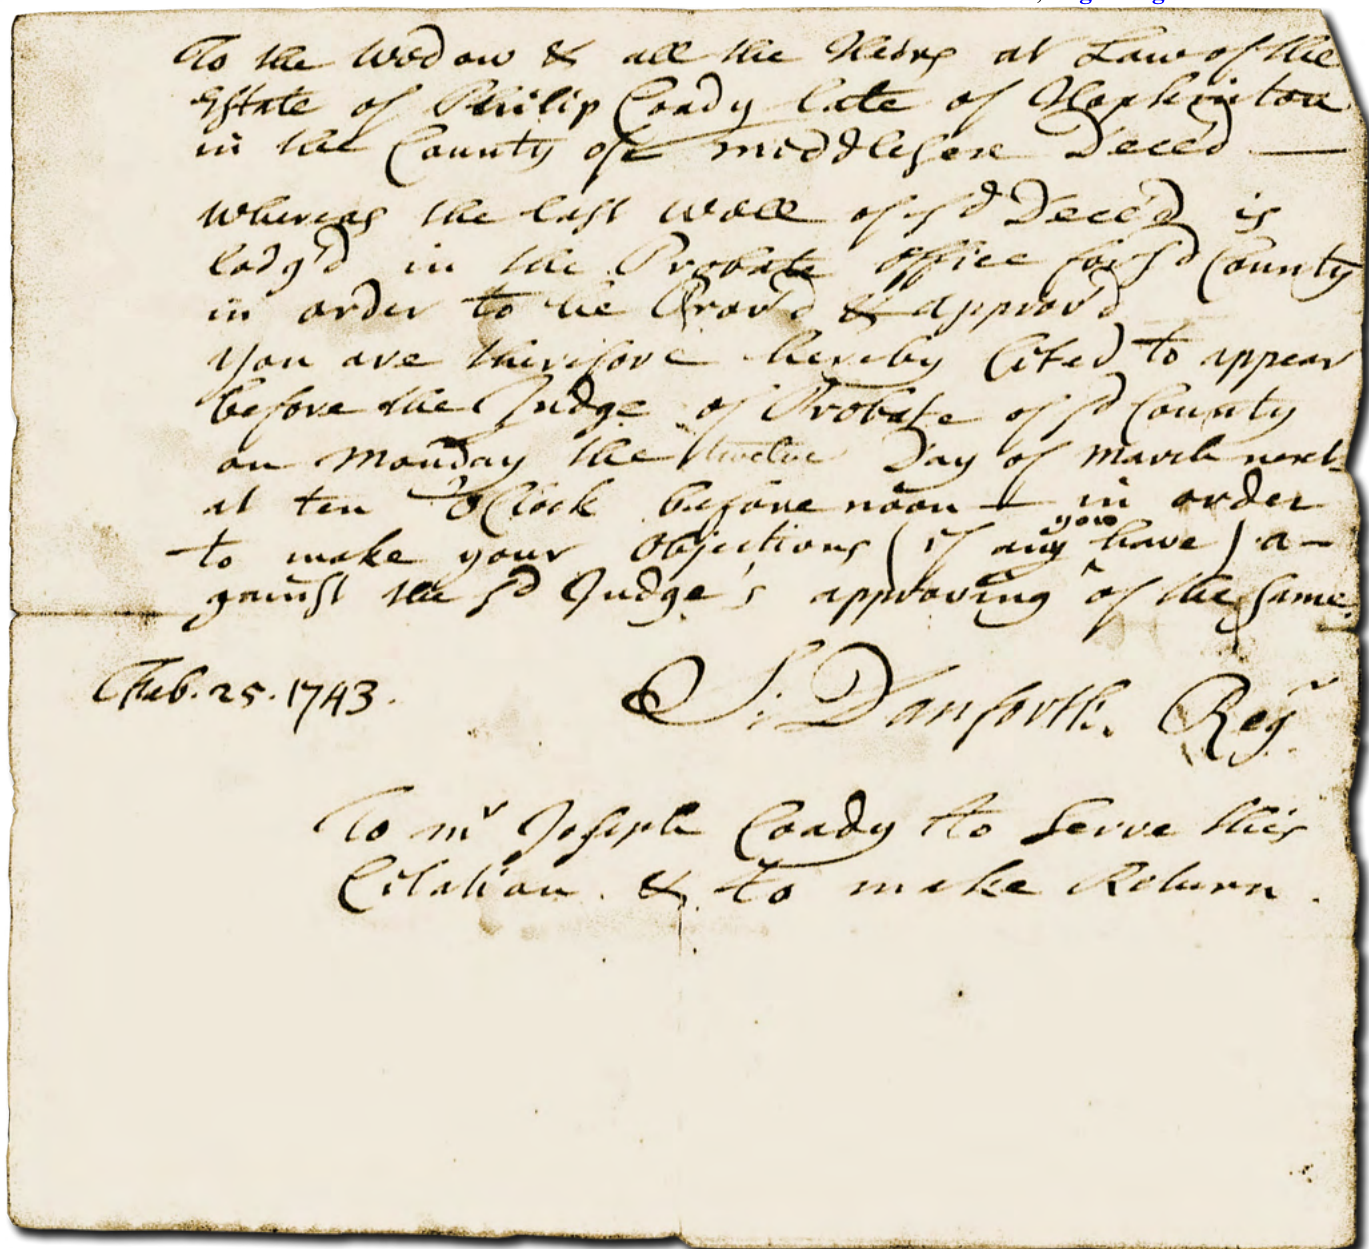 To the Widow & all the Heirs at Law of the
Estate of Philip Coady late of Hopkinton
in the County of middlesex Deced
Whereas the last Will of sd Deced is
lodg'd in the Probate office for sd County
in order to be Prov'd & approv'd
you are therefore hereby Cited to appear
before the Judge of Probate of sd County
on Monday the twelve Day of March next
at ten o'Clock before noon in order
to make your Objections (if any you have) a-
gainst the sd Judge's approving of the same.
Feb. 25. 1743.
S. Danforth. Regr
To mr Joseph Coady to Serve this
Citation & to make Return.